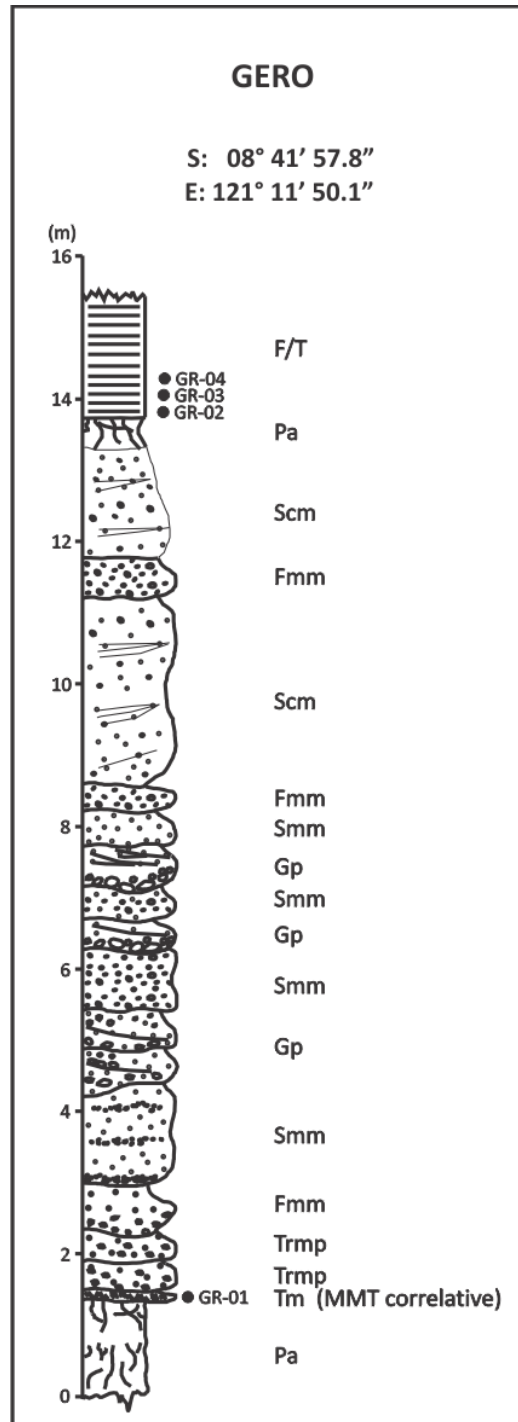 GERO
S: 08° 41’ 57.8”
E: 121° 11’ 50.1”
(m)
16
F/T
GR-04
14
GR-03
GR-02
Pa
Scm
12
Fmm
10
Scm
Fmm
8
Smm
Gp
Smm
Gp
6
Smm
Gp
4
Smm
Fmm
2
Trmp
Trmp
GR-01 Tm (MMT correlative)
Pa
0